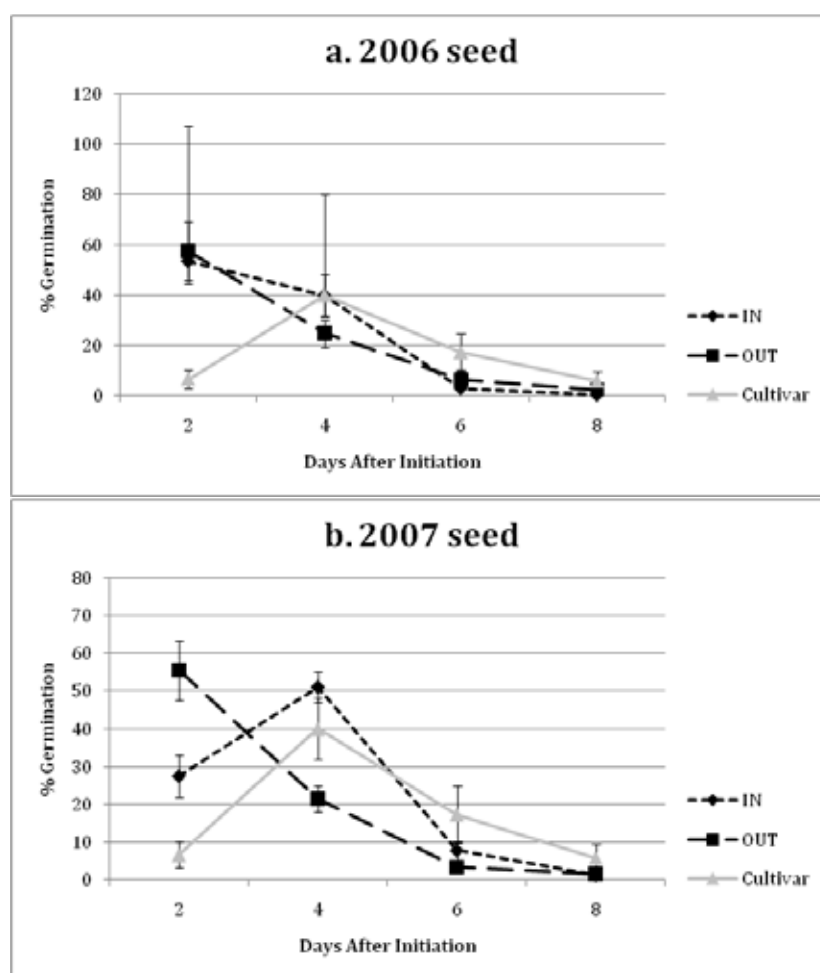 a. 2006 seed
120
100
80
60
40
20
0
% Germination
2 4 6 8
Days After Initiation
IN
OUT
Cultivar
b. 2007 seed
80
70
60
50
40
30
20
10
0
% Germination
2 4 6 8
Days After Initiation
IN
OUT
Cultivar